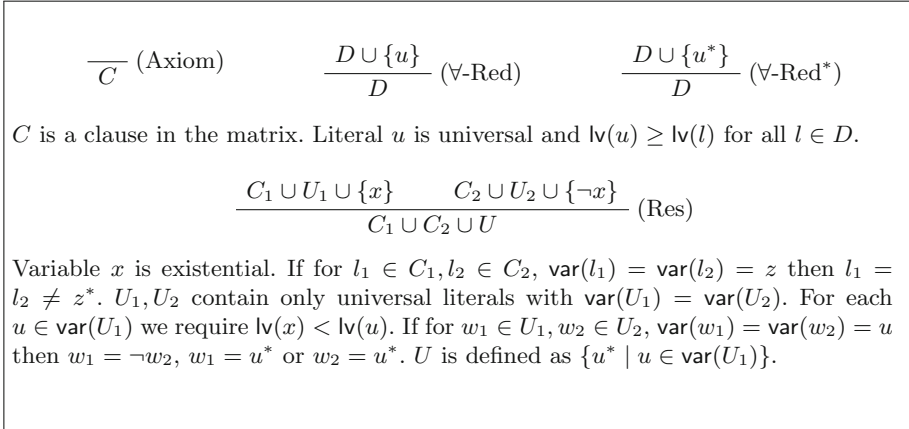 C (Axiom) D ∪ {u} / D (∀-Red) D ∪ {u*} / D (∀-Red*)
C is a clause in the matrix. Literal u is universal and lv(u) ≥ lv(l) for all l ∈ D.
C₁ ∪ U₁ ∪ {x} C₂ ∪ U₂ ∪ {¬x}
C₁ ∪ C₂ ∪ U (Res)
Variable x is existential. If for l₁ ∈ C₁, l₂ ∈ C₂, var(l₁) = var(l₂) = z then l₁ =
l₂ ≠ z*. U₁, U₂ contain only universal literals with var(U₁) = var(U₂). For each
u ∈ var(U₁) we require lv(x) < lv(u). If for w₁ ∈ U₁, w₂ ∈ U₂, var(w₁) = var(w₂) = u
then w₁ = ¬w₂, w₁ = u* or w₂ = u*. U is defined as {u* | u ∈ var(U₁)}.